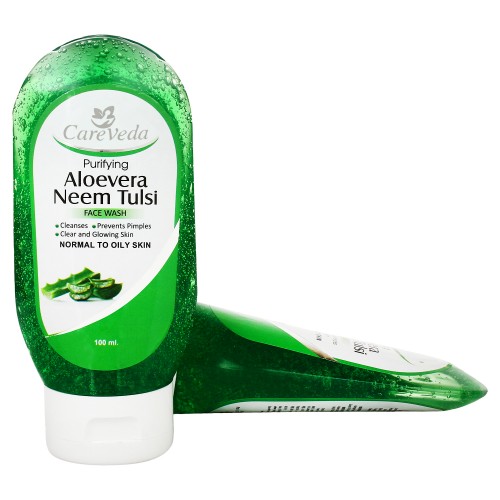 Careveda
Purifying
Aloevera
Neem Tulsi
FACE WASH
• Cleanses • Prevents Pimples
• Clear and Glowing Skin
NORMAL TO OILY SKIN
100 ml.